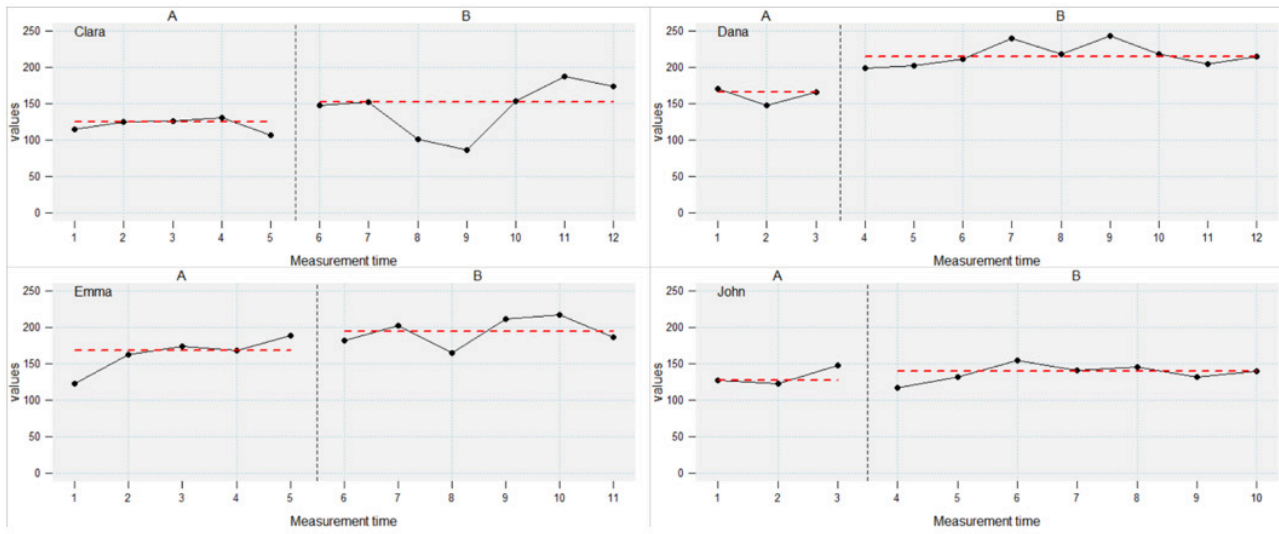 A B
Clara
250
200
150
100
50
0
values
1 2 3 4 5 6 7 8 9 10 11 12
Measurement time
A B
Dana
250
200
150
100
50
0
values
1 2 3 4 5 6 7 8 9 10 11 12
Measurement time
A B
Emma
250
200
150
100
50
0
values
1 2 3 4 5 6 7 8 9 10 11
Measurement time
A B
John
250
200
150
100
50
0
values
1 2 3 4 5 6 7 8 9 10
Measurement time